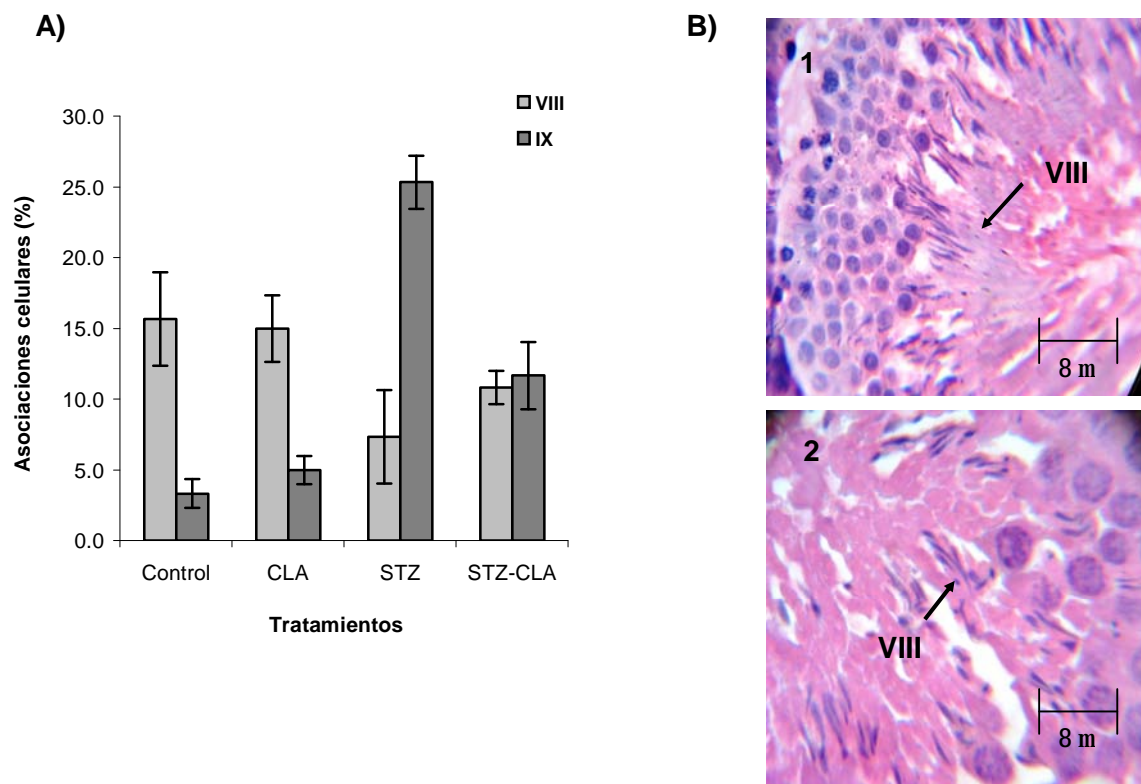 A)
VIII
IX
30.0
25.0
20.0
15.0
10.0
5.0
0.0
Asociaciones celulares (%)
Control CLA STZ STZ-CLA
Tratamientos
B)
1
VIII
8 m
2
VIII
8 m